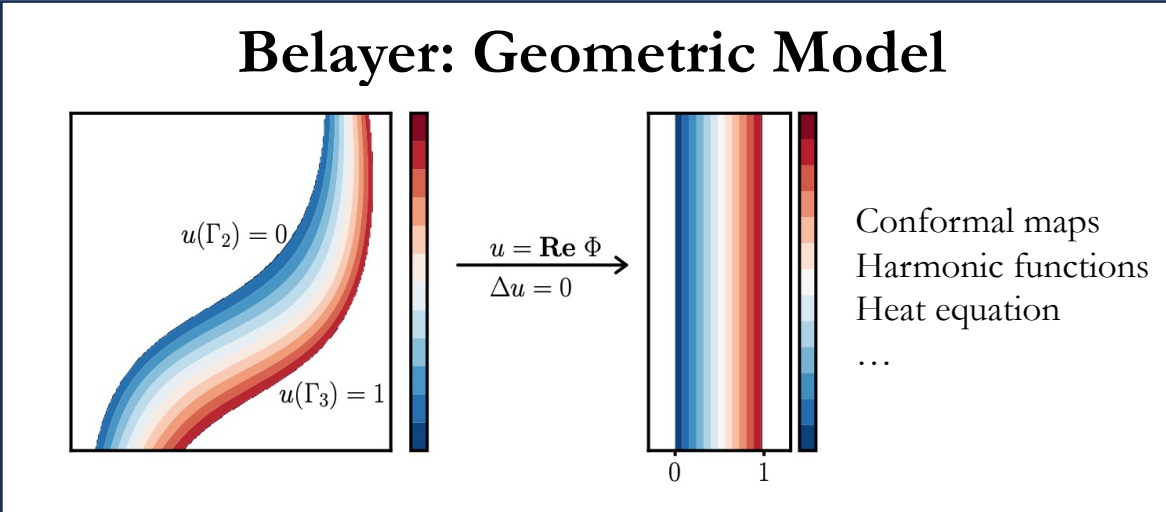 Belayer: Geometric Model
u(Γ₂) = 0
u(Γ₃) = 1
u = Re Φ
Δu = 0
0 1
Conformal maps
Harmonic functions
Heat equation
…